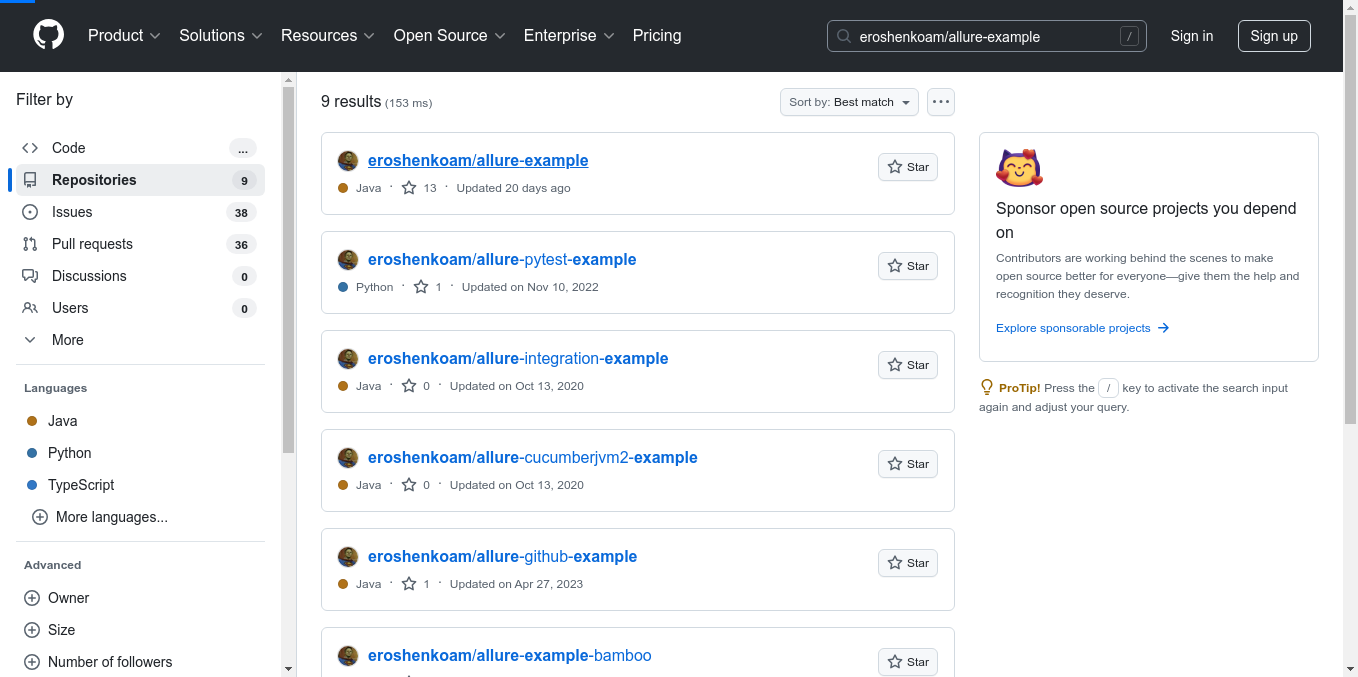 Product
Solutions
Resources
Open Source
Enterprise
Pricing
eroshenkoam/allure-example
/
Sign in
Sign up
Filter by
Code
...
Repositories
9
Issues
38
Pull requests
36
Discussions
0
Users
0
More
Languages
Java
Python
TypeScript
More languages...
Advanced
Owner
Size
Number of followers
9 results (153 ms)
Sort by: Best match
eroshenkoam/allure-example
Star
Java · 13 · Updated 20 days ago
eroshenkoam/allure-pytest-example
Star
Python · 1 · Updated on Nov 10, 2022
eroshenkoam/allure-integration-example
Star
Java · 0 · Updated on Oct 13, 2020
eroshenkoam/allure-cucumberjvm2-example
Star
Java · 0 · Updated on Oct 13, 2020
eroshenkoam/allure-github-example
Star
Java · 1 · Updated on Apr 27, 2023
eroshenkoam/allure-example-bamboo
Star
Sponsor open source projects you depend
on
Contributors are working behind the scenes to make
open source better for everyone—give them the help and
recognition they deserve.
Explore sponsorable projects
ProTip! Press the / key to activate the search input
again and adjust your query.